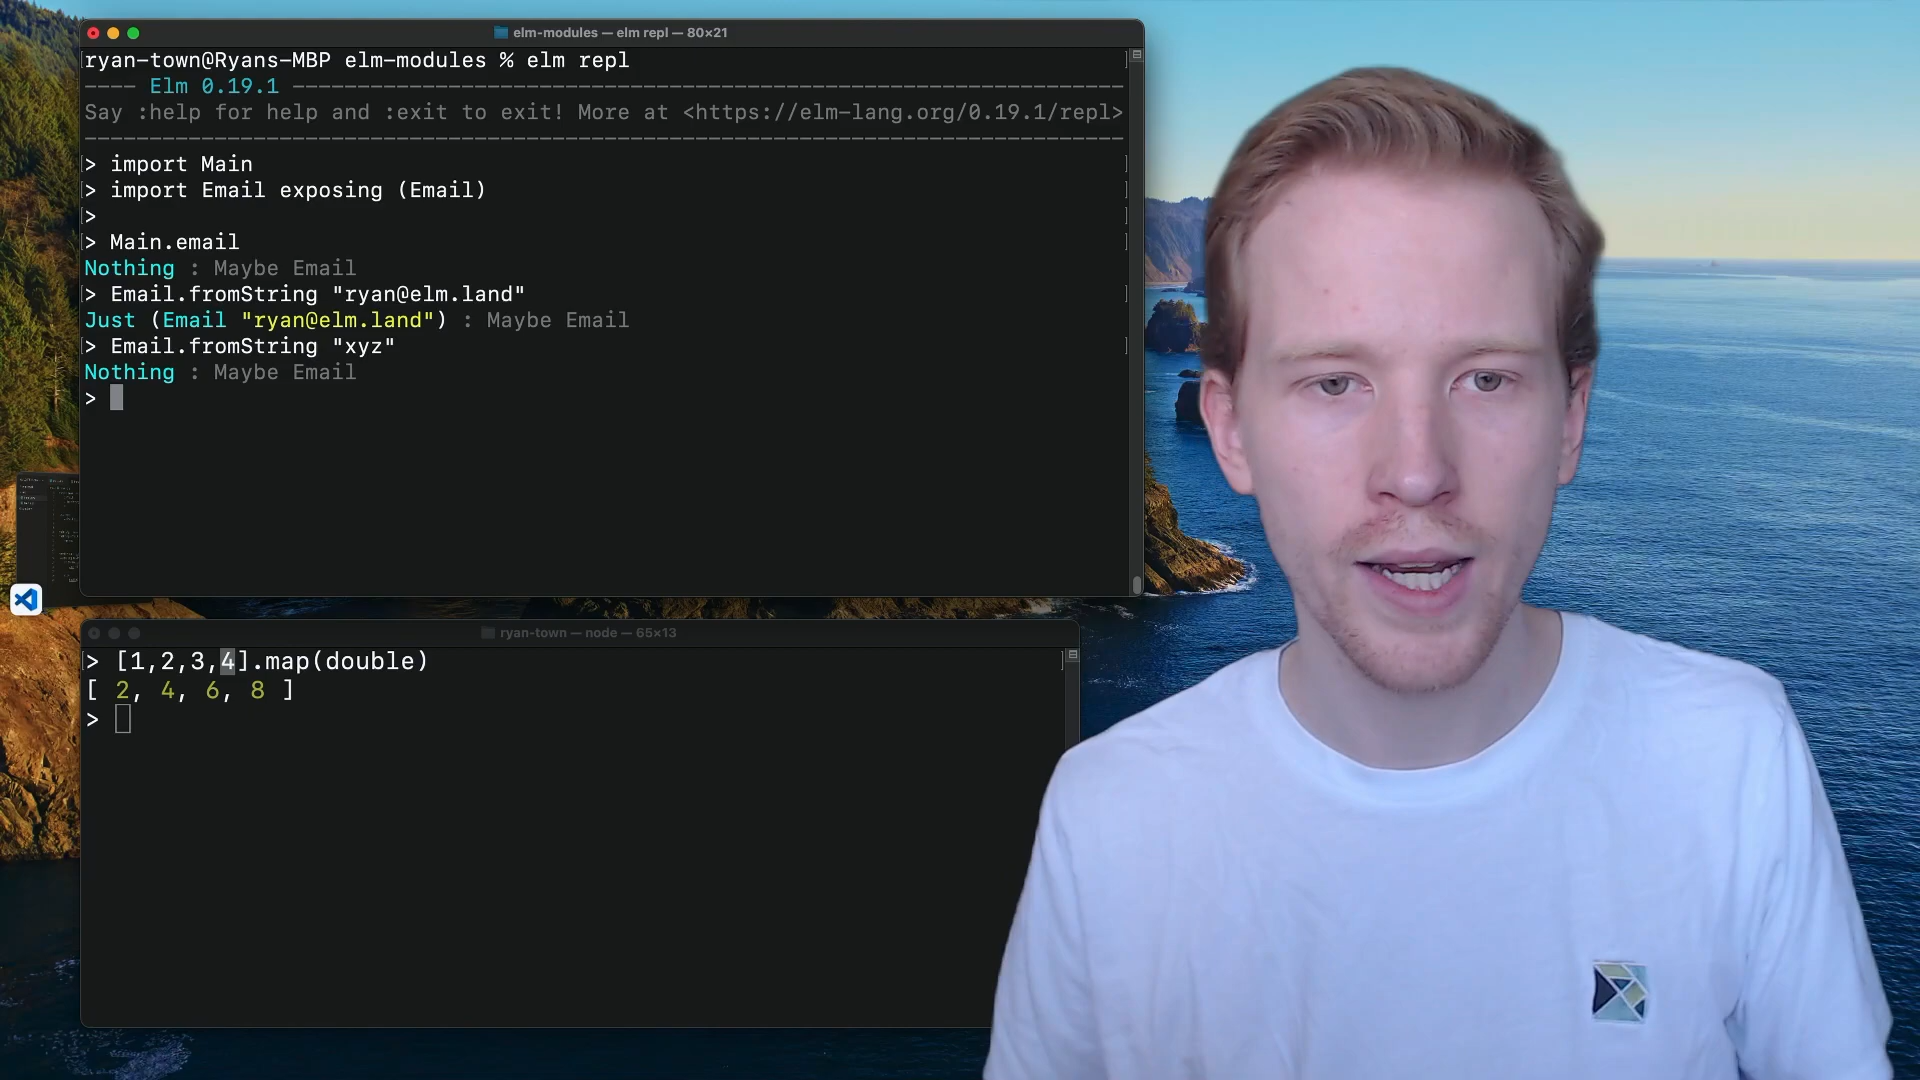 elm-modules — elm repl — 80×21
ryan-town@Ryans-MBP elm-modules % elm repl
---- Elm 0.19.1 ----------------------------------------------------------------
Say :help for help and :exit to exit! More at <https://elm-lang.org/0.19.1/repl>
--------------------------------------------------------------------------------
> import Main
> import Email exposing (Email)
>
> Main.email
Nothing : Maybe Email
> Email.fromString "ryan@elm.land"
Just (Email "ryan@elm.land") : Maybe Email
> Email.fromString "xyz"
Nothing : Maybe Email
>
ryan-town — node — 65×13
> [1,2,3,4].map(double)
[ 2, 4, 6, 8 ]
>